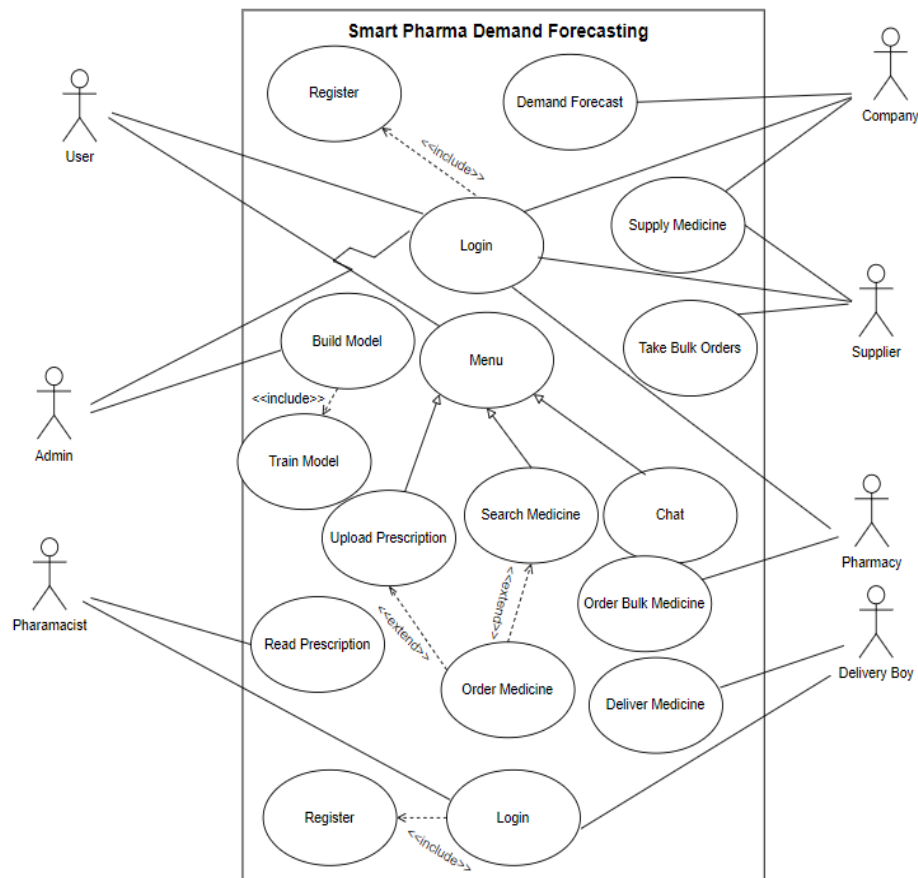 Smart Pharma Demand Forecasting
Register
Demand Forecast
Company
User
<<include>>
Supply Medicine
Login
Build Model
Menu
Take Bulk Orders
Supplier
<<include>>
Admin
Train Model
Upload Prescription
Search Medicine
Chat
Pharmacy
Pharamacist
<<extend>>
<<extend>>
Order Bulk Medicine
Read Prescription
Order Medicine
Deliver Medicine
Delivery Boy
Register
Login
<<include>>